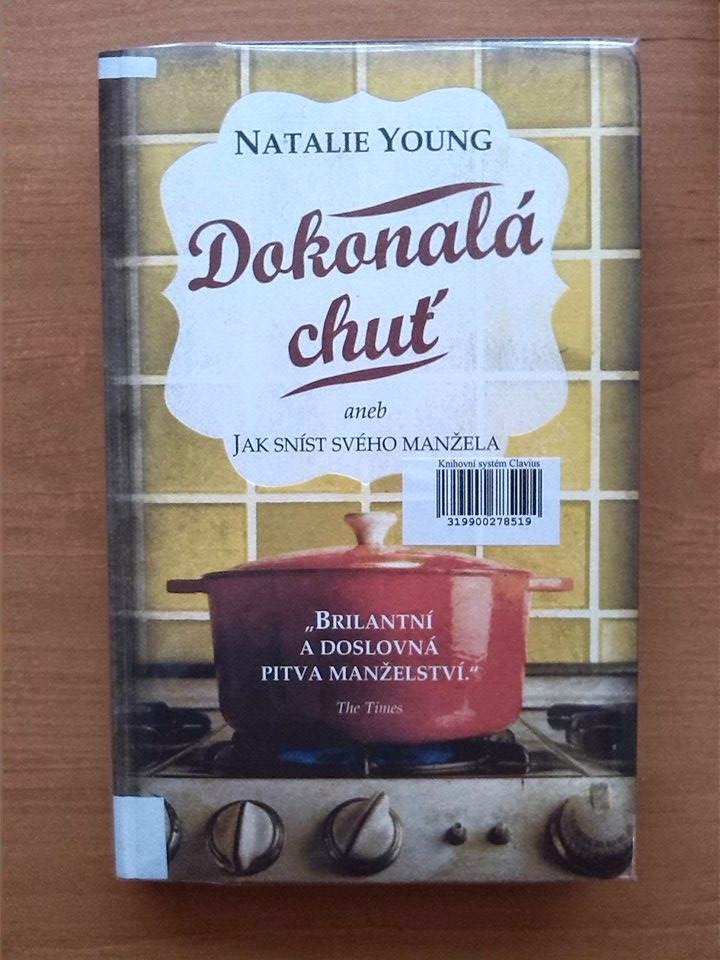 NATALIE YOUNG
Dokonalá
chuť
aneb
JAK SNÍST SVÉHO MANŽELA
Knihovní systém Clavius
319900278519
„BRILANTNÍ
A DOSLOVNÁ
PITVA MANŽELSTVÍ.“
The Times